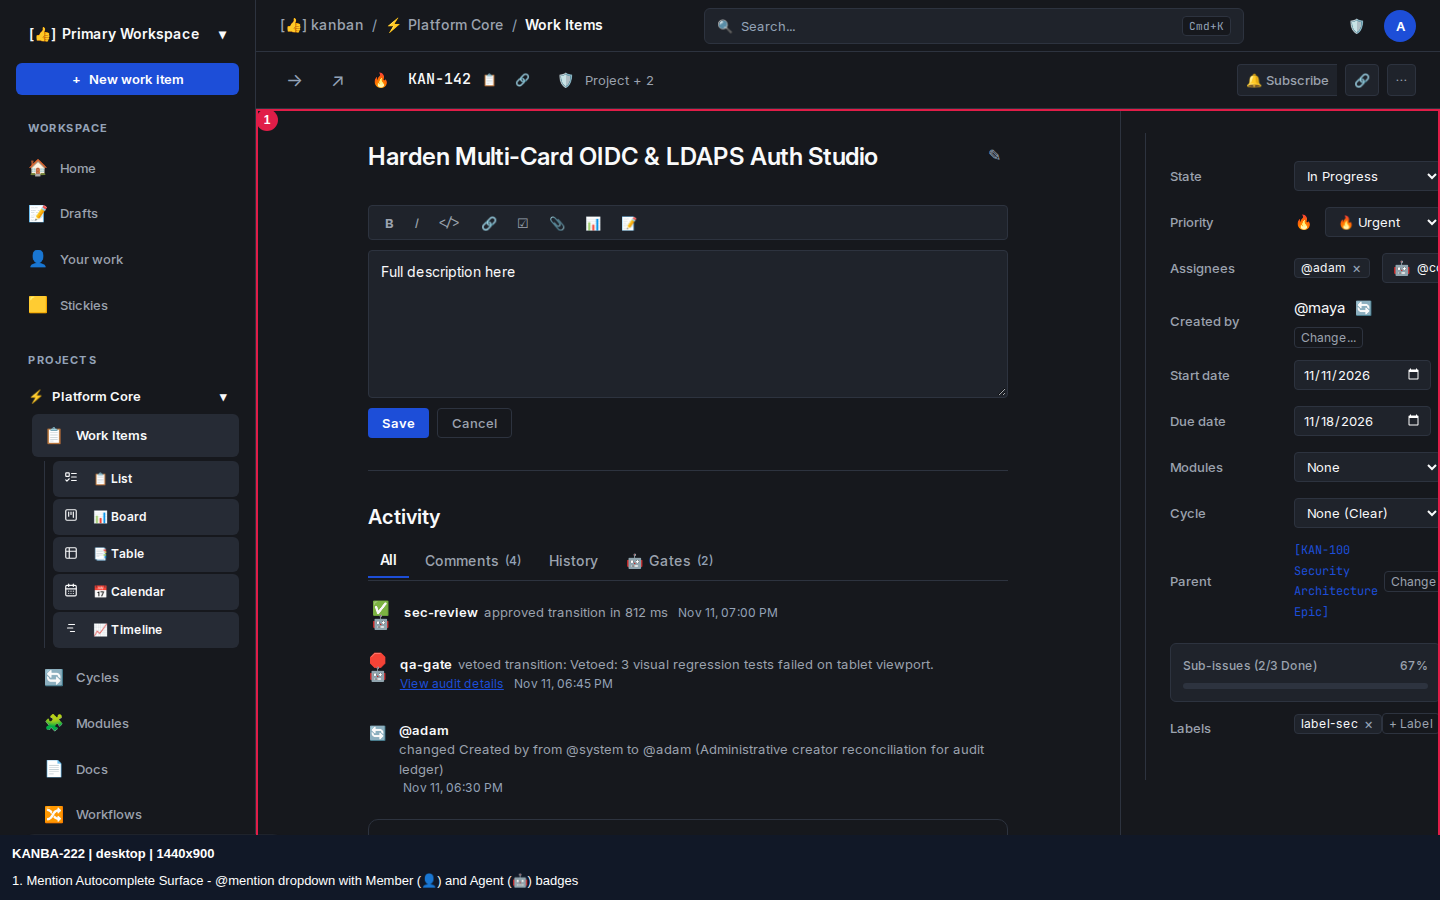 [👍] Primary Workspace ▼
+ New work item
WORKSPACE
🏠 Home
📝 Drafts
👤 Your work
🟨 Stickies
PROJECTS
⚡ Platform Core ▼
📋 Work Items
📋 List
📊 Board
📑 Table
📅 Calendar
📈 Timeline
🔄 Cycles
🧩 Modules
📄 Docs
🔀 Workflows
[👍] kanban / ⚡ Platform Core / Work Items
🔍 Search... Cmd+K
🛡️ A
→ ↗ 🔥 KAN-142 📋 🔗 🛡️ Project + 2
🔔 Subscribe 🔗 ...
1
Harden Multi-Card OIDC & LDAPS Auth Studio ✎
B I </> 🔗 ☑ 📎 📊 📝
Full description here
Save Cancel
Activity
All Comments (4) History 🤖 Gates (2)
✅🤖 sec-review approved transition in 812 ms Nov 11, 07:00 PM
🛑🤖 qa-gate vetoed transition: Vetoed: 3 visual regression tests failed on tablet viewport.
View audit details Nov 11, 06:45 PM
🔄 @adam
changed Created by from @system to @adam (Administrative creator reconciliation for audit
ledger)
Nov 11, 06:30 PM
State In Progress
Priority 🔥 🔥 Urgent
Assignees @adam × 🤖 @co
Created by @maya 🔄
Change...
Start date 11/11/2026
Due date 11/18/2026
Modules None
Cycle None (Clear)
Parent [KAN-100
Security
Architecture
Epic]
Change
Sub-issues (2/3 Done) 67%
Labels label-sec × + Label
KANBA-222 | desktop | 1440x900
1. Mention Autocomplete Surface - @mention dropdown with Member (👤) and Agent (🤖) badges